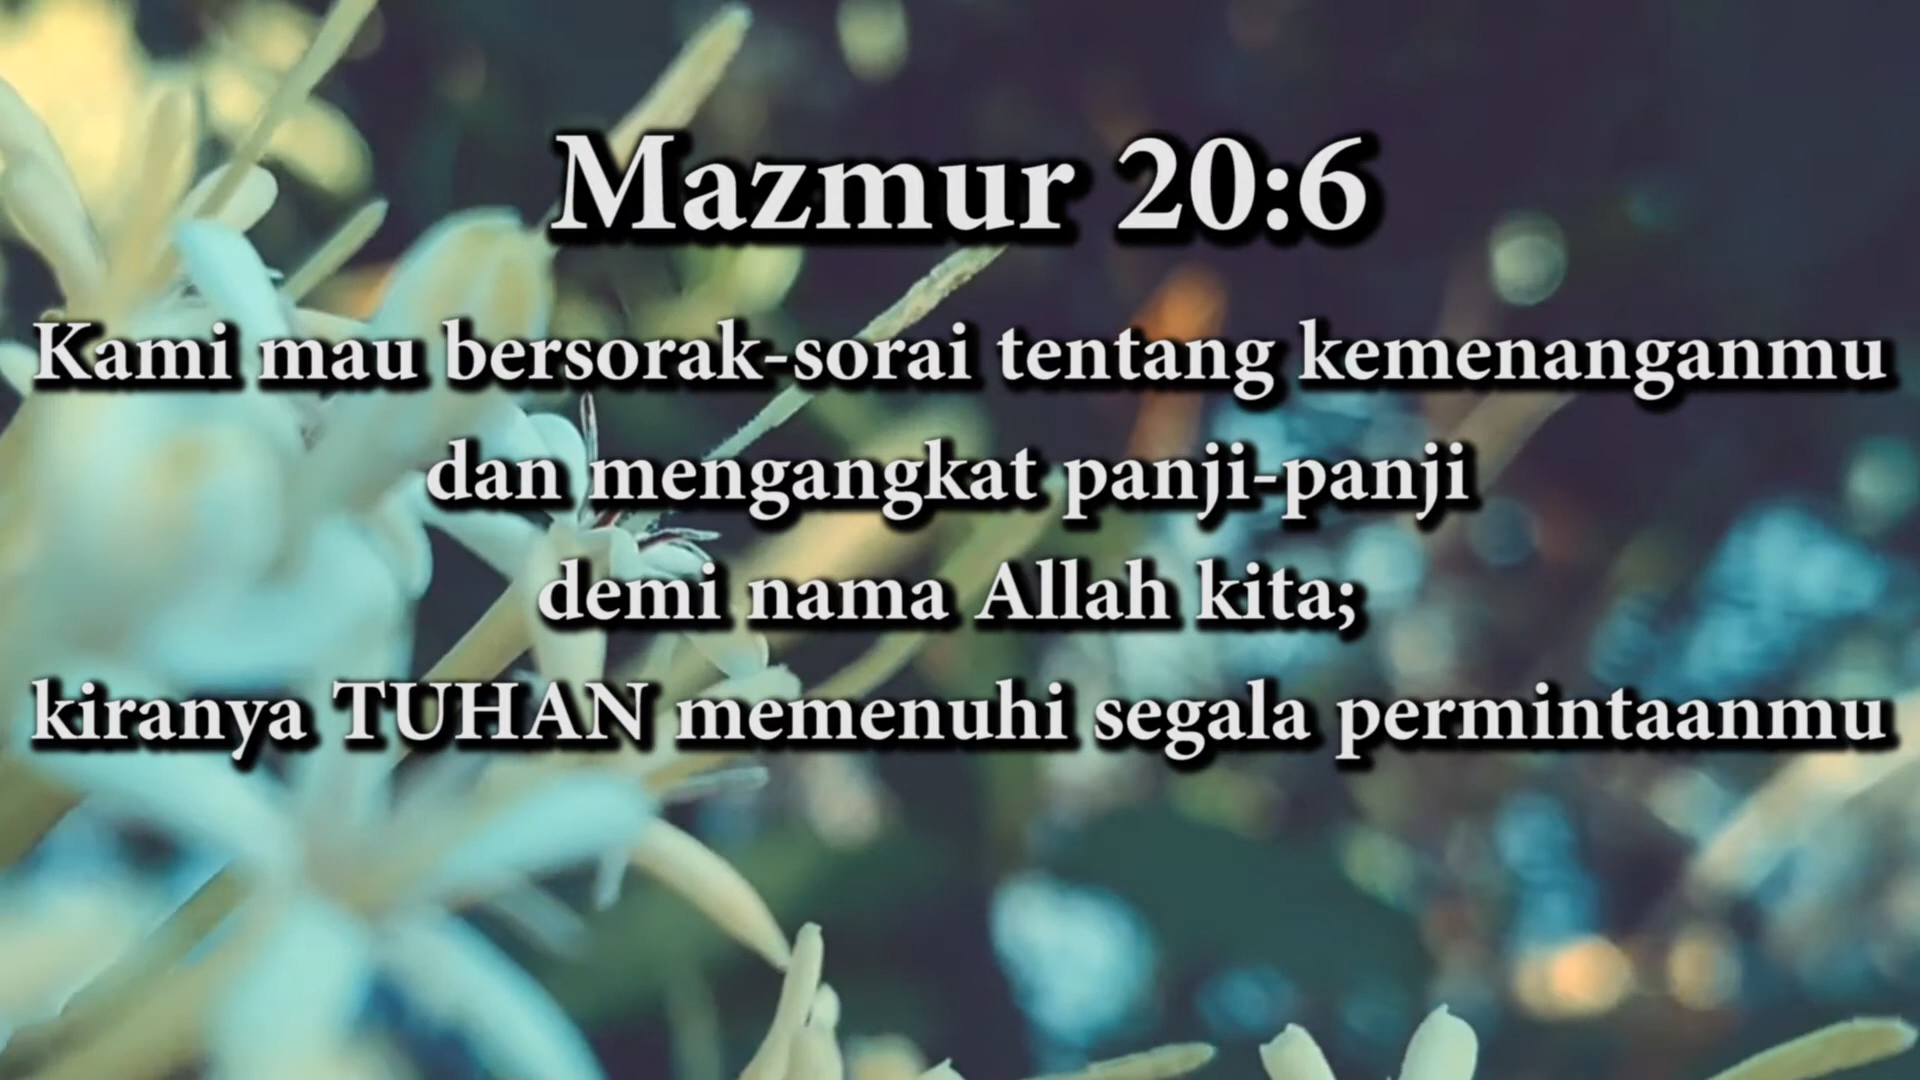 Mazmur 20:6
Kami mau bersorak-sorai tentang kemenanganmu
dan mengangkat panji-panji
demi nama Allah kita;
kiranya TUHAN memenuhi segala permintaanmu